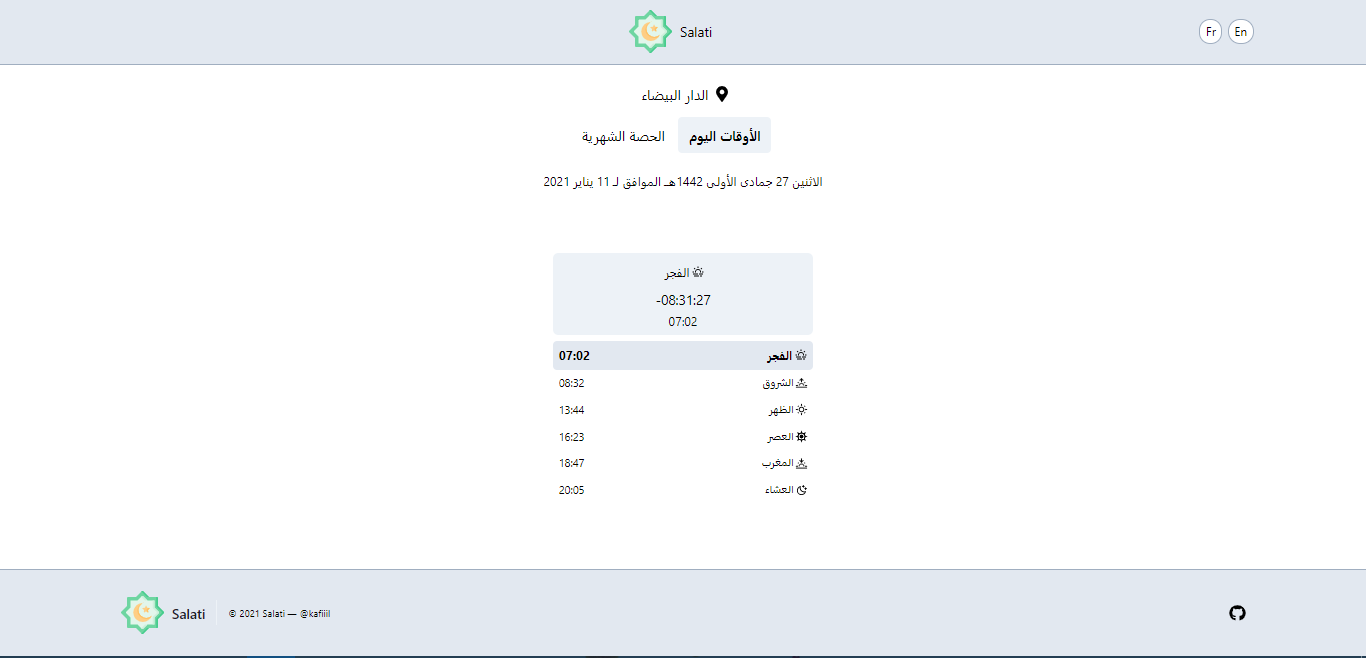 Salati
Fr En
الدار البيضاء
الأوقات اليوم الحصة الشهرية
الاثنين 27 جمادى الأولى 1442هـ الموافق لـ 11 يناير 2021
الفجر
-08:31:27
07:02
الفجر 07:02
الشروق 08:32
الظهر 13:44
العصر 16:23
المغرب 18:47
العشاء 20:05
Salati © 2021 Salati — @kafiiil